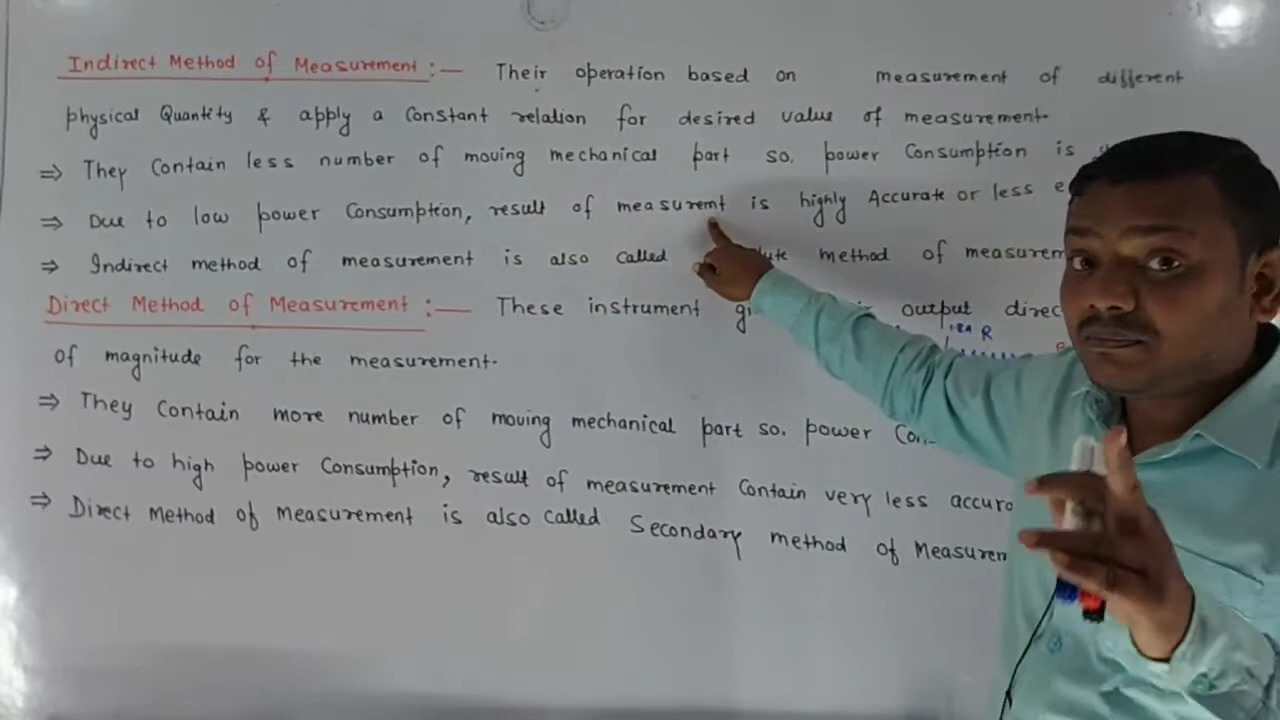 Indirect Method of Measurement :— Their operation based on measurement of different
physical Quantity & apply a Constant relation for desired value of measurement.
⇒ They Contain less number of moving mechanical part so. power Consumption is
⇒ Due to low power Consumption, result of measuremt is highly Accurate or less
⇒ Indirect method of measurement is also called method of measurem
Direct Method of Measurement :— These instrument output direc
of magnitude for the measurement.
⇒ They Contain more number of moving mechanical part so. power
⇒ Due to high power Consumption, result of measurement Contain very less accura
⇒ Direct Method of Measurement is also called Secondary method of Measurem